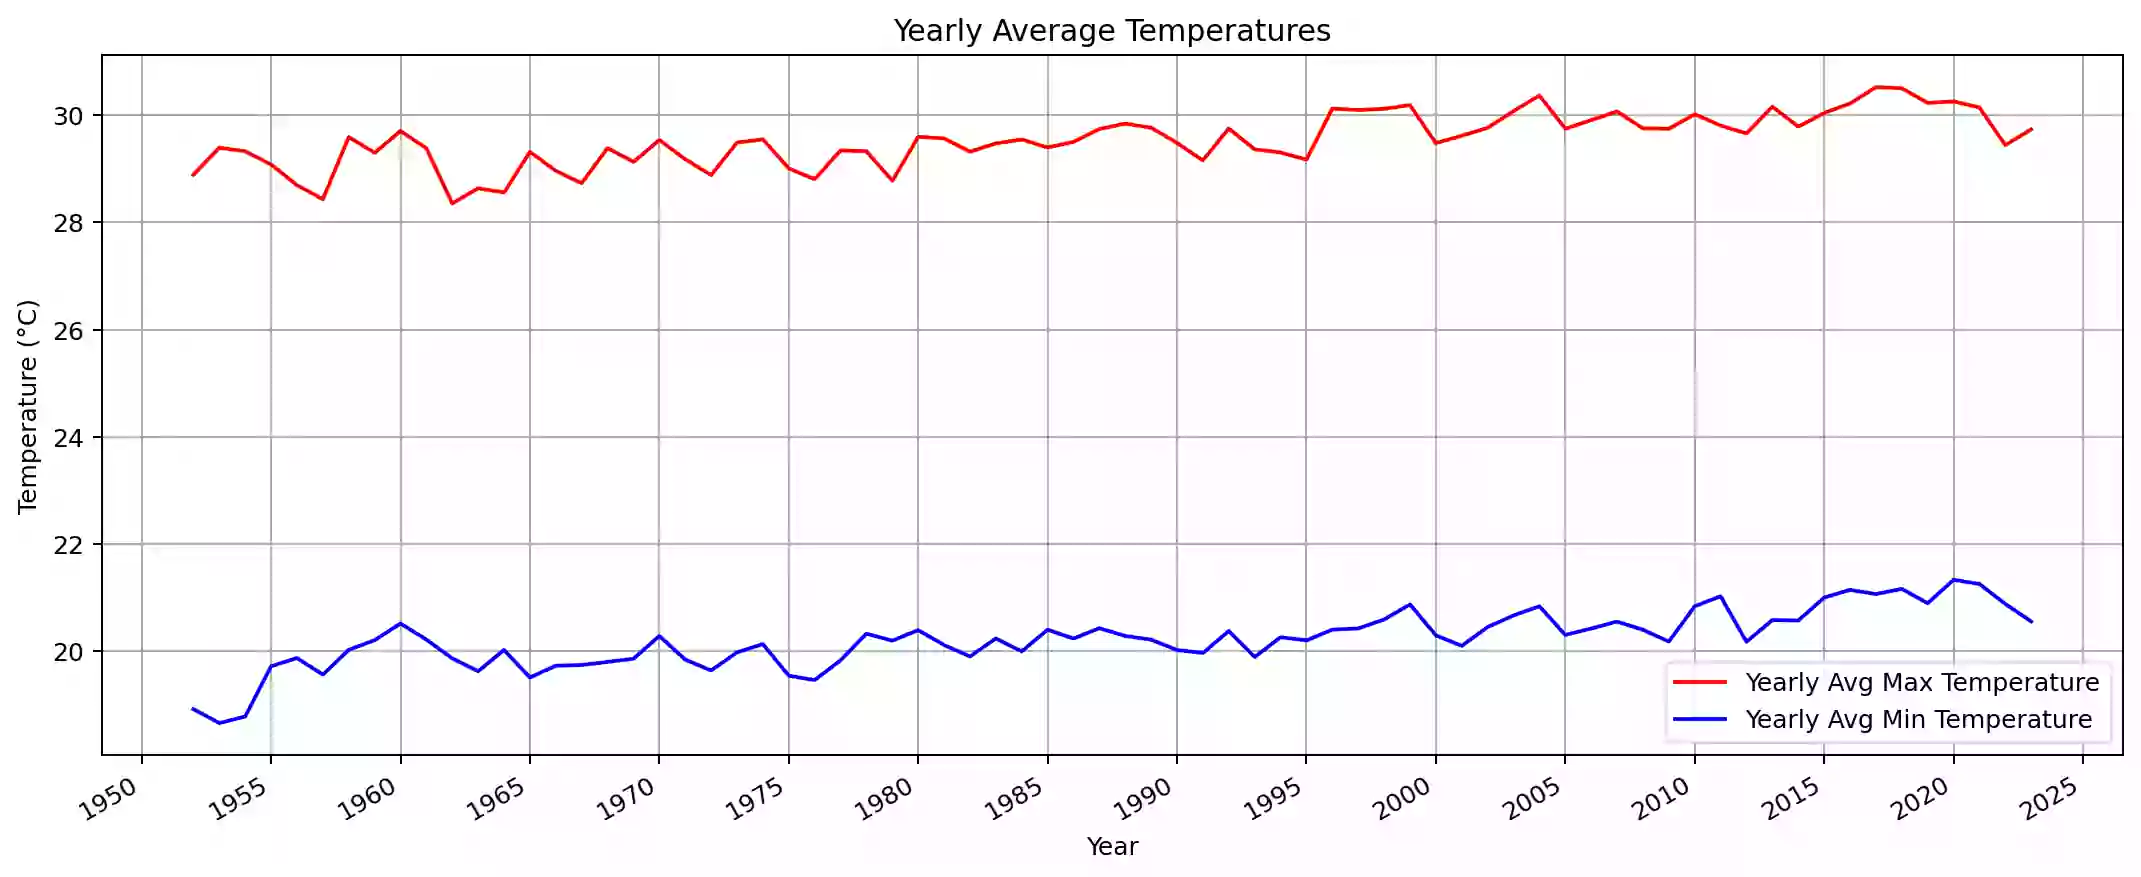 Yearly Average Temperatures
Temperature (°C)
30
28
26
24
22
20
Yearly Avg Max Temperature
Yearly Avg Min Temperature
1950 1955 1960 1965 1970 1975 1980 1985 1990 1995 2000 2005 2010 2015 2020 2025
Year